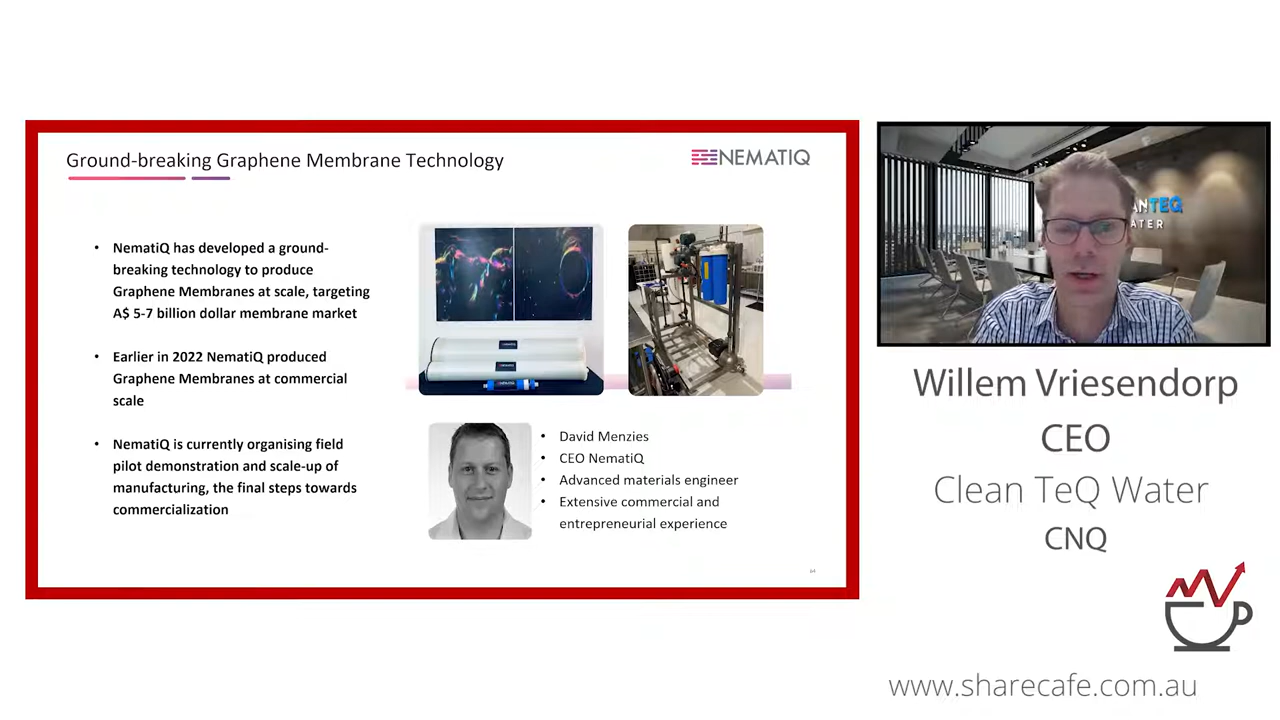 Ground-breaking Graphene Membrane Technology
NEMATIQ
• NematiQ has developed a ground-
breaking technology to produce
Graphene Membranes at scale, targeting
A$ 5-7 billion dollar membrane market
• Earlier in 2022 NematiQ produced
Graphene Membranes at commercial
scale
• NematiQ is currently organising field
pilot demonstration and scale-up of
manufacturing, the final steps towards
commercialization
• David Menzies
• CEO NematiQ
• Advanced materials engineer
• Extensive commercial and
entrepreneurial experience
ANTEQ
ATER
Willem Vriesendorp
CEO
Clean TeQ Water
CNQ
www.sharecafe.com.au